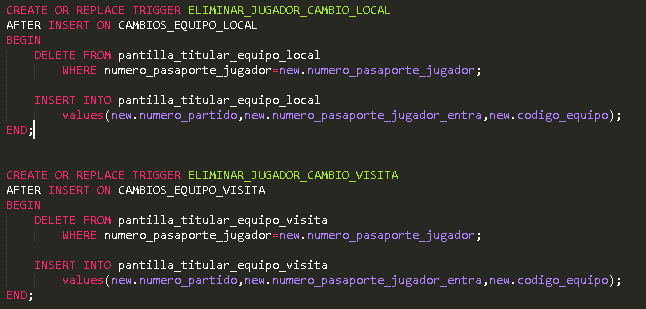 CREATE OR REPLACE TRIGGER ELIMINAR_JUGADOR_CAMBIO_LOCAL
AFTER INSERT ON CAMBIOS_EQUIPO_LOCAL
BEGIN
    DELETE FROM pantilla_titular_equipo_local
        WHERE numero_pasaporte_jugador=new.numero_pasaporte_jugador;

    INSERT INTO pantilla_titular_equipo_local
        values(new.numero_partido,new.numero_pasaporte_jugador_entra,new.codigo_equipo);
END;

CREATE OR REPLACE TRIGGER ELIMINAR_JUGADOR_CAMBIO_VISITA
AFTER INSERT ON CAMBIOS_EQUIPO_VISITA
BEGIN
    DELETE FROM pantilla_titular_equipo_visita
        WHERE numero_pasaporte_jugador=new.numero_pasaporte_jugador;

    INSERT INTO pantilla_titular_equipo_visita
        values(new.numero_partido,new.numero_pasaporte_jugador_entra,new.codigo_equipo);
END;